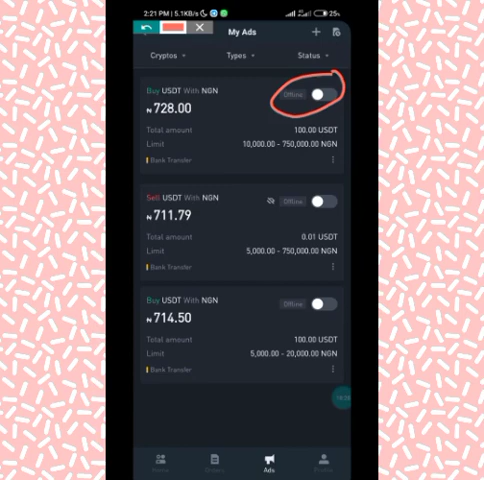 2:21 PM | 5.1KB/s
25%
My Ads
Cryptos
Types
Status
Buy USDT With NGN
Offline
₦ 728.00
Total amount
100.00 USDT
Limit
10,000.00 - 750,000.00 NGN
Bank Transfer
Sell USDT With NGN
Offline
₦ 711.79
Total amount
0.01 USDT
Limit
5,000.00 - 750,000.00 NGN
Bank Transfer
Buy USDT With NGN
Offline
₦ 714.50
Total amount
100.00 USDT
Limit
5,000.00 - 20,000.00 NGN
Bank Transfer
Home
Orders
Ads
Profile